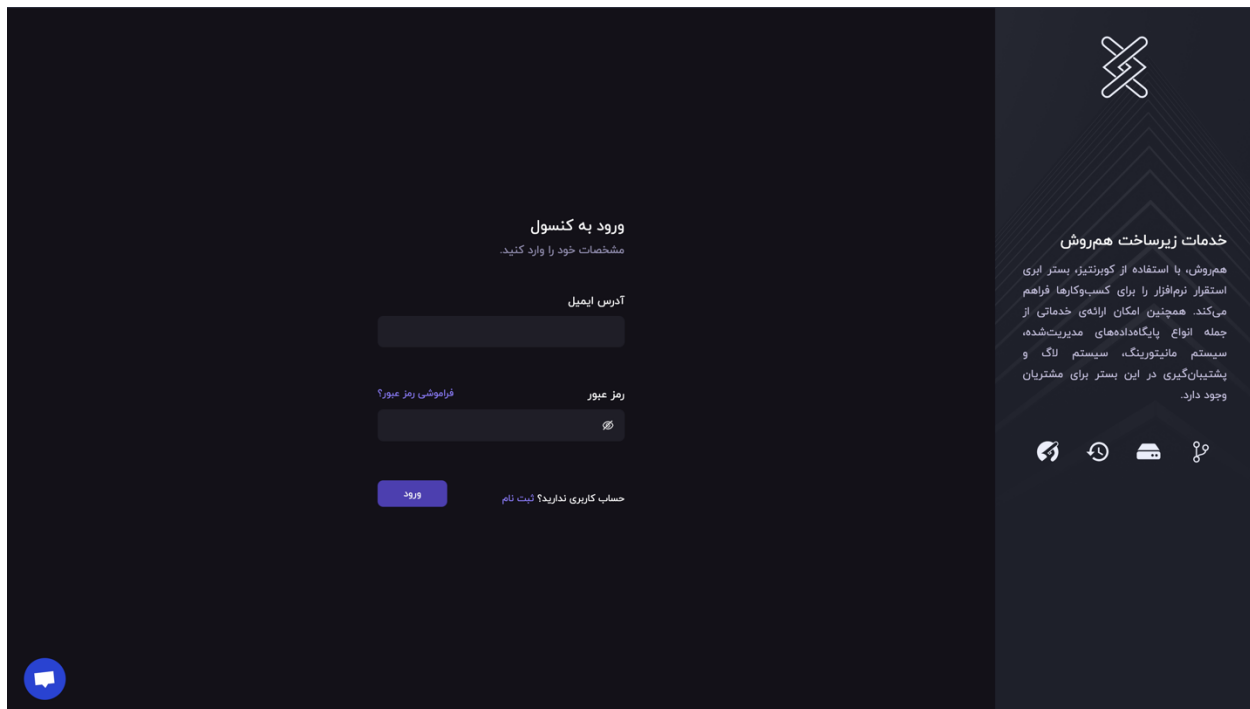 خدمات زیرساخت هم‌روش
هم‌روش، با استفاده از کوبرنتیز، بستر ابری
استقرار نرم‌افزار را برای کسب‌وکارها فراهم
می‌کند. همچنین امکان ارائه‌ی خدماتی از
جمله انواع پایگاه‌داده‌های مدیریت‌شده،
سیستم مانیتورینگ، سیستم لاگ و
پشتیبان‌گیری در این بستر برای مشتریان
وجود دارد.
ورود به کنسول
مشخصات خود را وارد کنید.
آدرس ایمیل
رمز عبور
فراموشی رمز عبور؟
حساب کاربری ندارید؟ ثبت نام
ورود